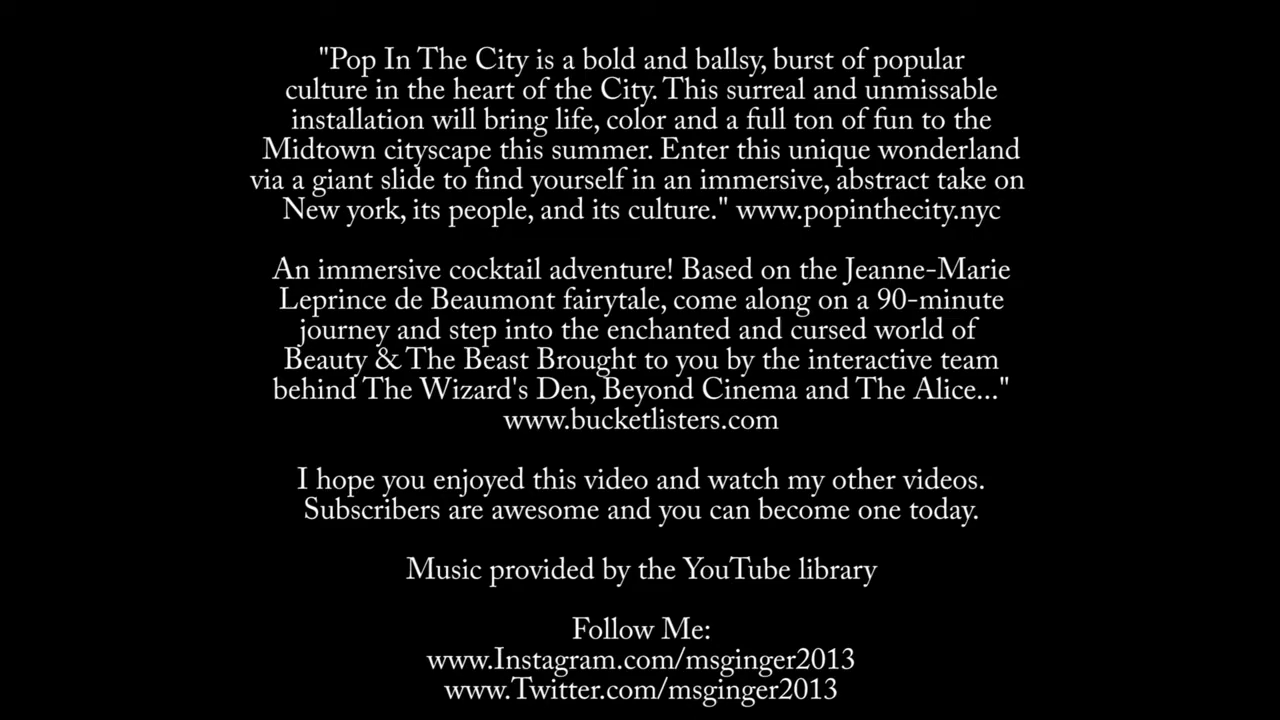 "Pop In The City is a bold and ballsy, burst of popular
culture in the heart of the City. This surreal and unmissable
installation will bring life, color and a full ton of fun to the
Midtown cityscape this summer. Enter this unique wonderland
via a giant slide to find yourself in an immersive, abstract take on
New york, its people, and its culture." www.popinthecity.nyc
An immersive cocktail adventure! Based on the Jeanne-Marie
Leprince de Beaumont fairytale, come along on a 90-minute
journey and step into the enchanted and cursed world of
Beauty & The Beast Brought to you by the interactive team
behind The Wizard's Den, Beyond Cinema and The Alice..."
www.bucketlisters.com
I hope you enjoyed this video and watch my other videos.
Subscribers are awesome and you can become one today.
Music provided by the YouTube library
Follow Me:
www.Instagram.com/msginger2013
www.Twitter.com/msginger2013